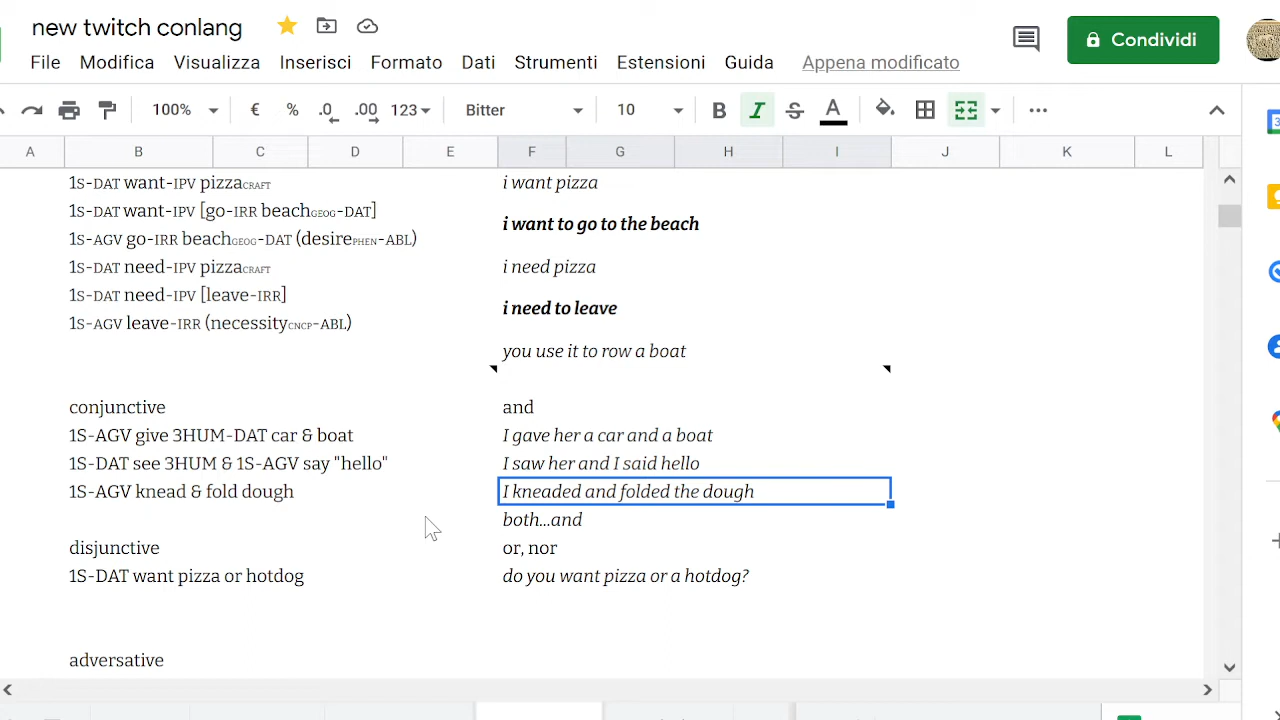 new twitch conlang
Condividi
File Modifica Visualizza Inserisci Formato Dati Strumenti Estensioni Guida Appena modificato
100% € % .0 .00 123 Bitter 10 B I S A
A B C D E F G H I J K L
1S-DAT want-IPV pizzaCRAFT i want pizza
1S-DAT want-IPV [go-IRR beachGEOG-DAT]
i want to go to the beach
1S-AGV go-IRR beachGEOG-DAT (desirePHEN-ABL)
1S-DAT need-IPV pizzaCRAFT i need pizza
1S-DAT need-IPV [leave-IRR]
i need to leave
1S-AGV leave-IRR (necessityCNCP-ABL)
you use it to row a boat
conjunctive and
1S-AGV give 3HUM-DAT car & boat I gave her a car and a boat
1S-DAT see 3HUM & 1S-AGV say "hello" I saw her and I said hello
1S-AGV knead & fold dough I kneaded and folded the dough
both...and
disjunctive or, nor
1S-DAT want pizza or hotdog do you want pizza or a hotdog?
adversative